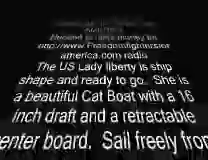 http://www.Freedomfightersfor
america.com radio
The US Lady liberty is ship
shape and ready to go. She is
a beautiful Cat Boat with a 16
inch draft and a retractable
center board. Sail freely from